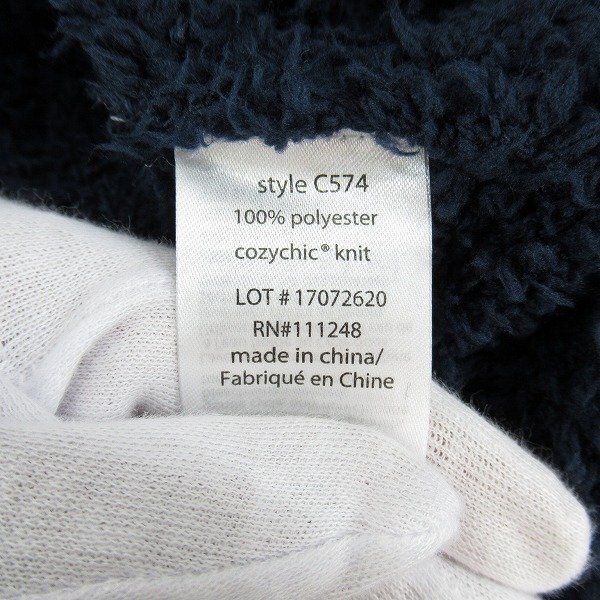 style C574
100% polyester
cozychic® knit
LOT # 17072620
RN#111248
made in china/
Fabriqué en Chine